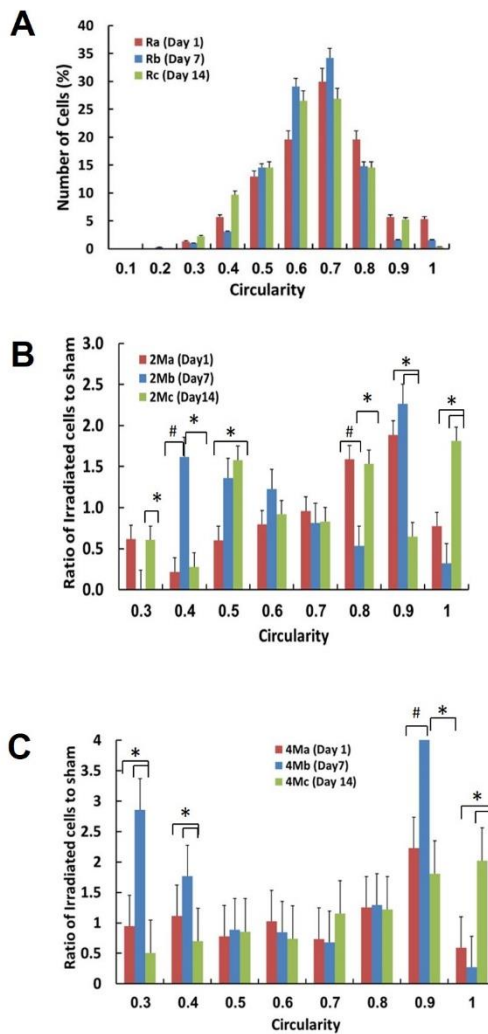 A
Ra (Day 1)
Rb (Day 7)
Rc (Day 14)
Number of Cells (%)
40
35
30
25
20
15
10
5
0
0.1 0.2 0.3 0.4 0.5 0.6 0.7 0.8 0.9 1
Circularity
B
2Ma (Day1)
2Mb (Day7)
2Mc (Day14)
Ratio of Irradiated cells to sham
3.0
2.5
2.0
1.5
1.0
0.5
0.0
* # * * # * * *
0.3 0.4 0.5 0.6 0.7 0.8 0.9 1
Circularity
C
4Ma (Day 1)
4Mb (Day7)
4Mc (Day 14)
Ratio of Irradiated cells to sham
4
3.5
3
2.5
2
1.5
1
0.5
0
* * # * *
0.3 0.4 0.5 0.6 0.7 0.8 0.9 1
Circularity